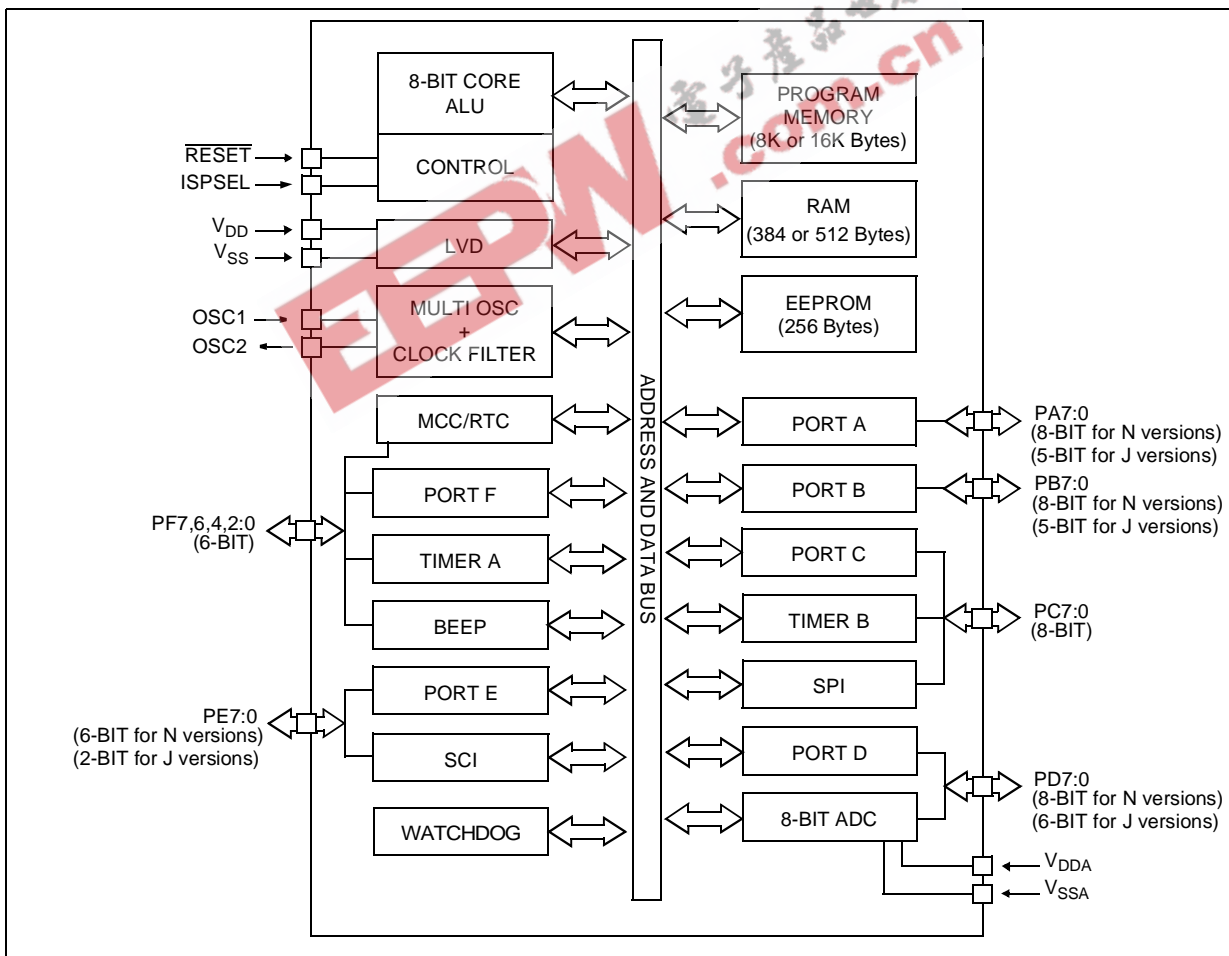 8-BIT CORE
ALU
CONTROL
RESET
ISPSEL
VDD
VSS
LVD
OSC1
OSC2
MULTI OSC
+
CLOCK FILTER
MCC/RTC
PORT F
PF7,6,4,2:0
(6-BIT)
TIMER A
BEEP
PORT E
PE7:0
(6-BIT for N versions)
(2-BIT for J versions)
SCI
WATCHDOG
ADDRESS AND DATA BUS
PROGRAM
MEMORY
(8K or 16K Bytes)
RAM
(384 or 512 Bytes)
EEPROM
(256 Bytes)
PORT A
PA7:0
(8-BIT for N versions)
(5-BIT for J versions)
PORT B
PB7:0
(8-BIT for N versions)
(5-BIT for J versions)
PORT C
TIMER B
PC7:0
(8-BIT)
SPI
PORT D
8-BIT ADC
PD7:0
(8-BIT for N versions)
(6-BIT for J versions)
VDDA
VSSA
EEPW.com.cn
電子產品世